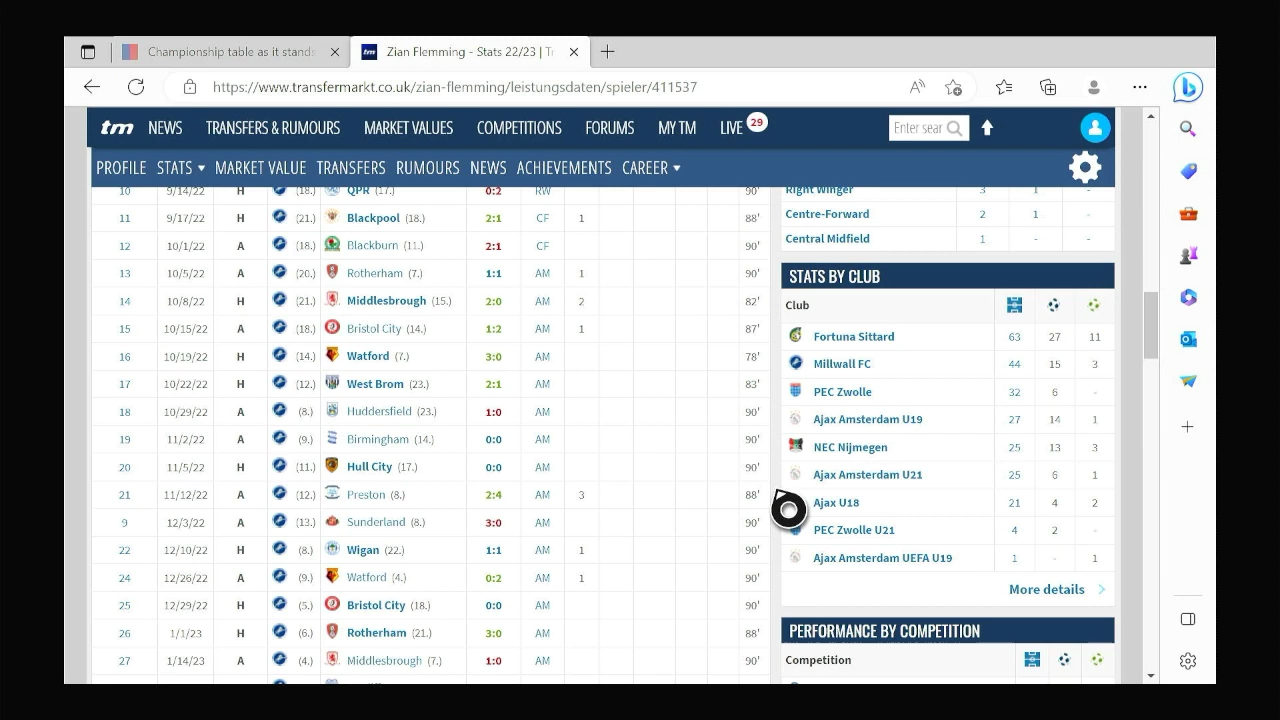 Championship table as it stands
Zian Flemming - Stats 22/23 | Tr
https://www.transfermarkt.co.uk/zian-flemming/leistungsdaten/spieler/411537
tm NEWS TRANSFERS & RUMOURS MARKET VALUES COMPETITIONS FORUMS MY TM LIVE 29 Enter sear
PROFILE STATS MARKET VALUE TRANSFERS RUMOURS NEWS ACHIEVEMENTS CAREER
10 9/14/22 H (18.) QPR (17.) 0:2 RW 90'
11 9/17/22 H (21.) Blackpool (18.) 2:1 CF 1 88'
12 10/1/22 A (18.) Blackburn (11.) 2:1 CF 90'
13 10/5/22 A (20.) Rotherham (7.) 1:1 AM 1 90'
14 10/8/22 H (21.) Middlesbrough (15.) 2:0 AM 2 82'
15 10/15/22 A (18.) Bristol City (14.) 1:2 AM 1 87'
16 10/19/22 H (14.) Watford (7.) 3:0 AM 78'
17 10/22/22 H (12.) West Brom (23.) 2:1 AM 83'
18 10/29/22 A (8.) Huddersfield (23.) 1:0 AM 90'
19 11/2/22 A (9.) Birmingham (14.) 0:0 AM 90'
20 11/5/22 H (11.) Hull City (17.) 0:0 AM 90'
21 11/12/22 A (12.) Preston (8.) 2:4 AM 3 88'
9 12/3/22 A (13.) Sunderland (8.) 3:0 AM 90'
22 12/10/22 H (8.) Wigan (22.) 1:1 AM 1 90'
24 12/26/22 A (9.) Watford (4.) 0:2 AM 1 90'
25 12/29/22 H (5.) Bristol City (18.) 0:0 AM 90'
26 1/1/23 H (6.) Rotherham (21.) 3:0 AM 88'
27 1/14/23 A (4.) Middlesbrough (7.) 1:0 AM 90'
Right Winger 3 1 -
Centre-Forward 2 1 -
Central Midfield 1 - -
STATS BY CLUB
Club
Fortuna Sittard 63 27 11
Millwall FC 44 15 3
PEC Zwolle 32 6 -
Ajax Amsterdam U19 27 14 1
NEC Nijmegen 25 13 3
Ajax Amsterdam U21 25 6 1
Ajax U18 21 4 2
PEC Zwolle U21 4 2 -
Ajax Amsterdam UEFA U19 1 - 1
More details
PERFORMANCE BY COMPETITION
Competition